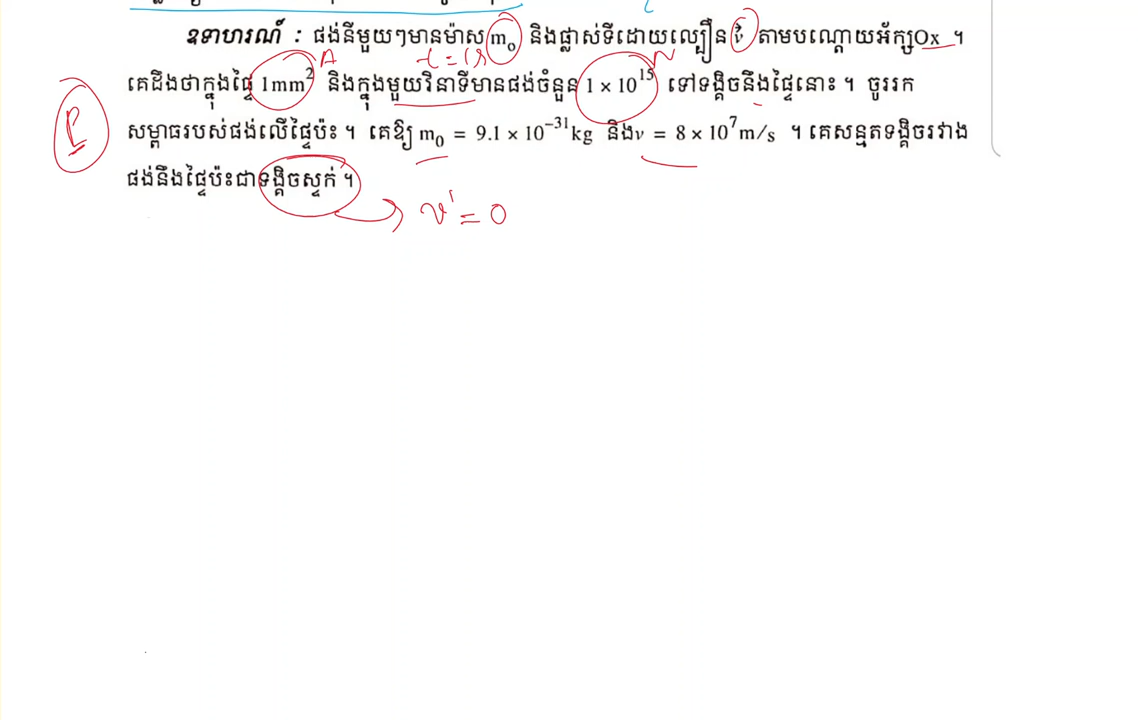 ឧទាហរណ៍ : ផង់នីមួយៗមានម៉ាស m₀ និងផ្លាស់ទីដោយល្បឿន v⃗ តាមបណ្តោយអ័ក្សOx ។
t = 1s
A
N
គេដឹងថាក្នុងផ្ទៃ 1mm² និងក្នុងមួយវិនាទីមានផង់ចំនួន 1 × 10¹⁵ ទៅទង្គិចនឹងផ្ទៃនោះ ។ ចូររក
P
សម្ពាធរបស់ផង់លើផ្ទៃប៉ះ ។ គេឱ្យ m₀ = 9.1 × 10⁻³¹kg និងv = 8 × 10⁷m/s ។ គេសន្មតទង្គិចរវាង
ផង់នឹងផ្ទៃប៉ះជាទង្គិចស្ទក់ ។
v' = 0